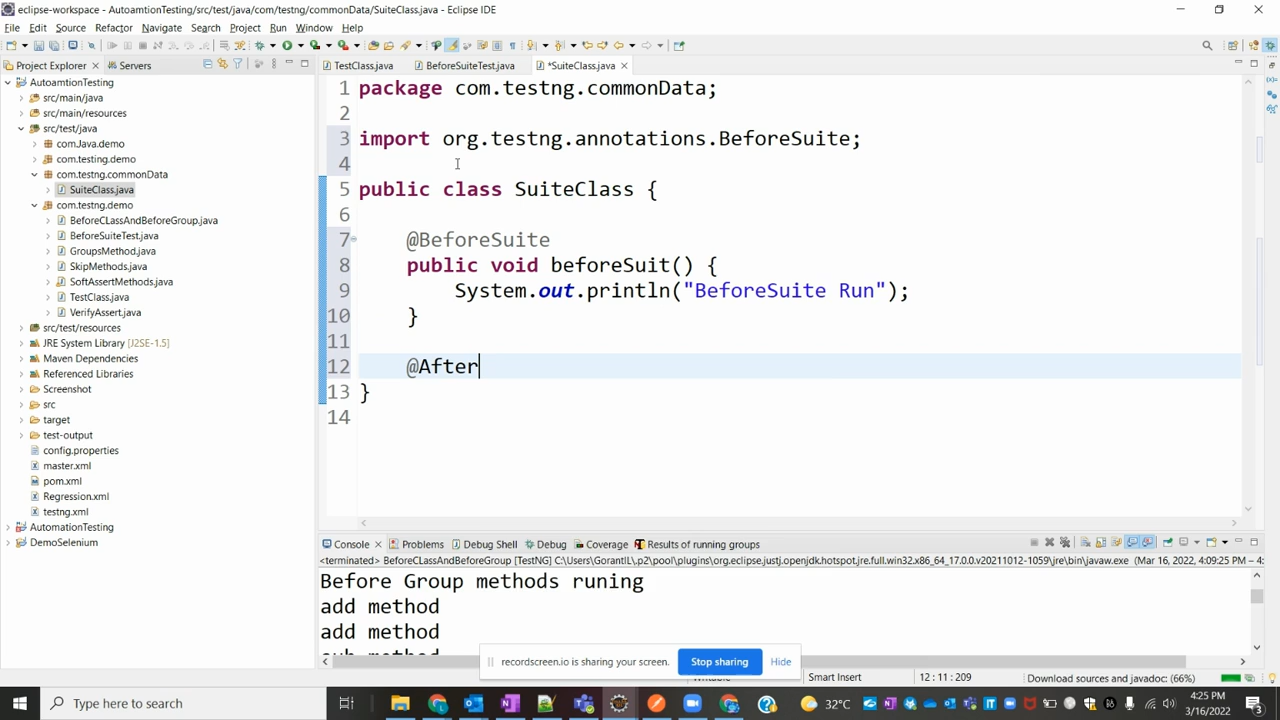 eclipse-workspace - AutoamtionTesting/src/test/java/com/testng/commonData/SuiteClass.java - Eclipse IDE
File Edit Source Refactor Navigate Search Project Run Window Help
Project Explorer Servers
TestClass.java BeforeSuiteTest.java *SuiteClass.java
AutoamtionTesting
src/main/java
src/main/resources
src/test/java
com.Java.demo
com.testing.demo
com.testng.commonData
SuiteClass.java
com.testng.demo
BeforeCLassAndBeforeGroup.java
BeforeSuiteTest.java
GroupsMethod.java
SkipMethods.java
SoftAssertMethods.java
TestClass.java
VerifyAssert.java
src/test/resources
JRE System Library [J2SE-1.5]
Maven Dependencies
Referenced Libraries
Screenshot
src
target
test-output
config.properties
master.xml
pom.xml
Regression.xml
testng.xml
AutomationTesting
DemoSelenium
1 package com.testng.commonData;
2
3 import org.testng.annotations.BeforeSuite;
4
5 public class SuiteClass {
6
7 @BeforeSuite
8 public void beforeSuit() {
9 System.out.println("BeforeSuite Run");
10 }
11
12 @After
13 }
14
Console Problems Debug Shell Debug Coverage Results of running groups
<terminated> BeforeCLassAndBeforeGroup [TestNG] C:\Users\GorantlL\.p2\pool\plugins\org.eclipse.justj.openjdk.hotspot.jre.full.win32.x86_64_17.0.0.v20211012-1059\jre\bin\javaw.exe (Mar 16, 2022, 4:09:25 PM – 4:
Before Group methods runing
add method
add method
sub method
recordscreen.io is sharing your screen. Stop sharing Hide
Writable Smart Insert 12 : 11 : 209 Download sources and javadoc: (66%)
Type here to search
32°C
4:25 PM
3/16/2022